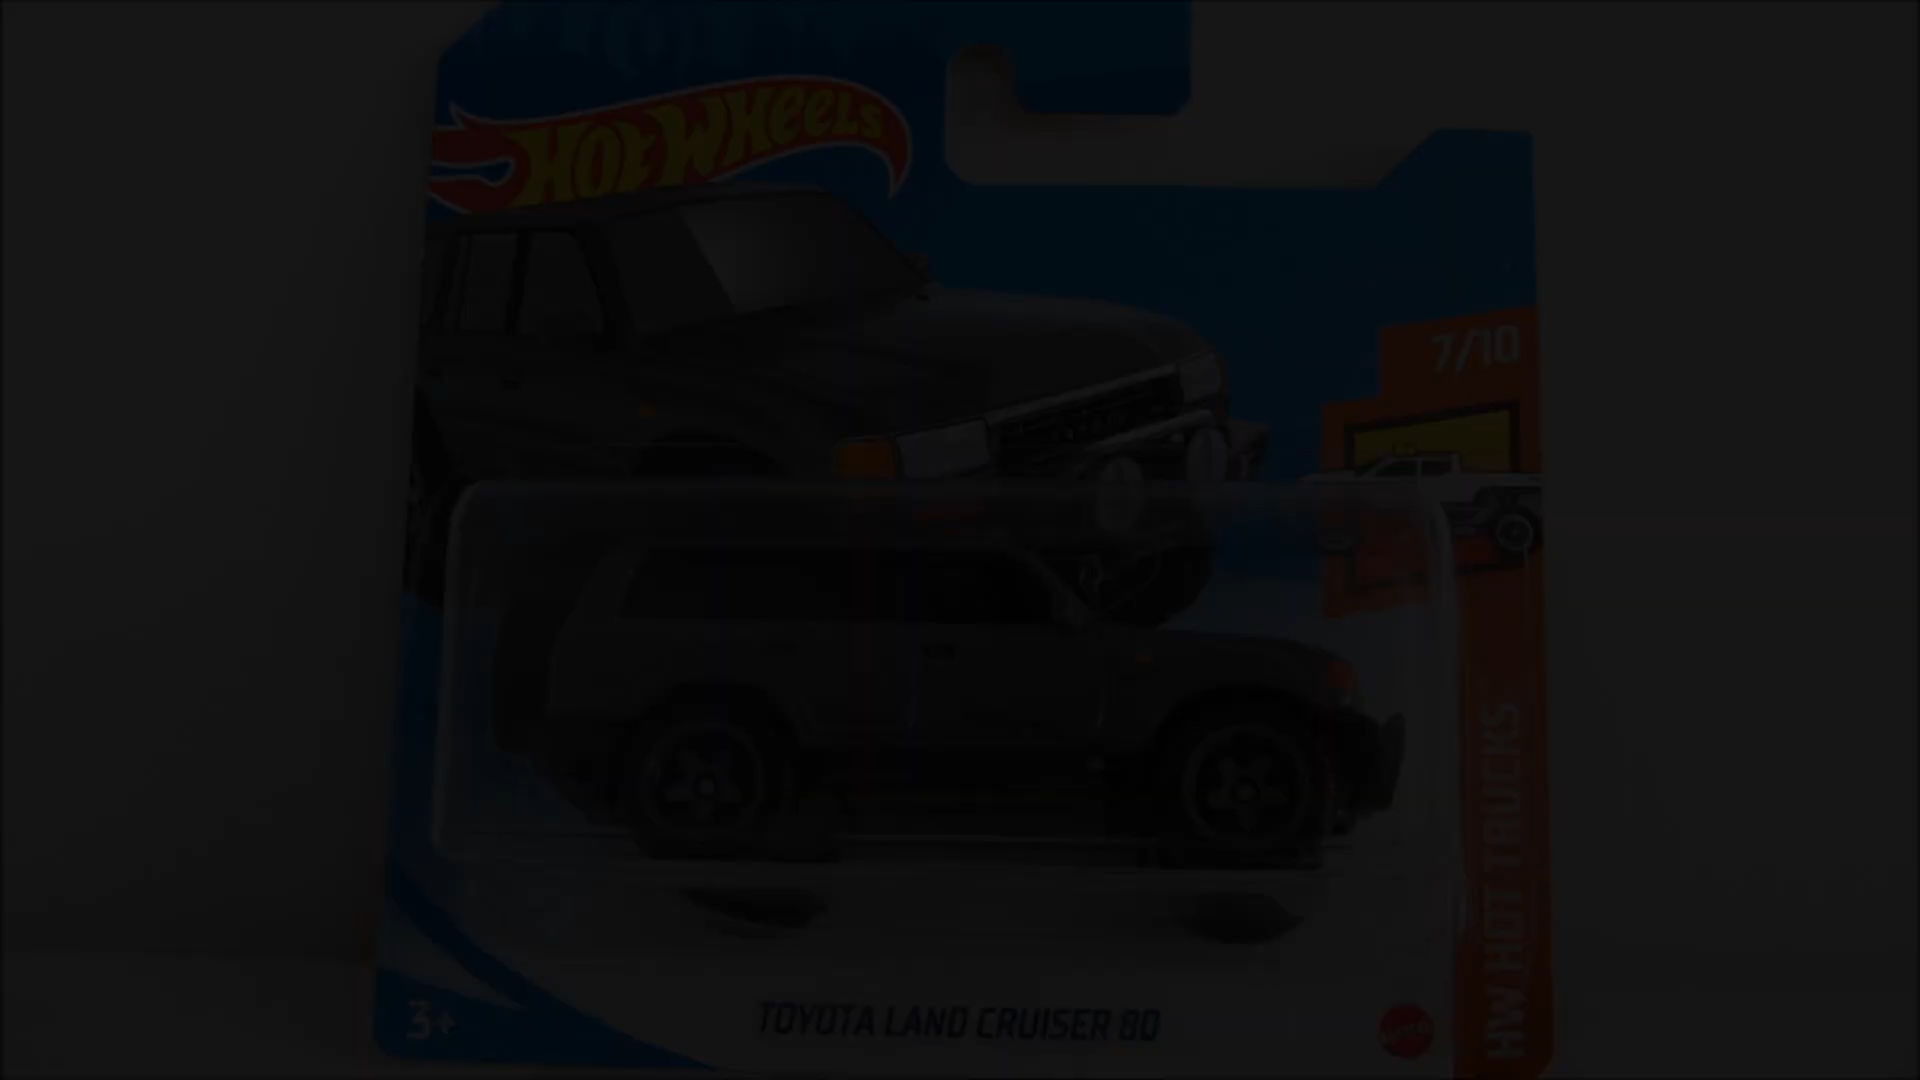 HOT WHEELS
7/10
HW HOT TRUCKS
3+
TOYOTA LAND CRUISER 80